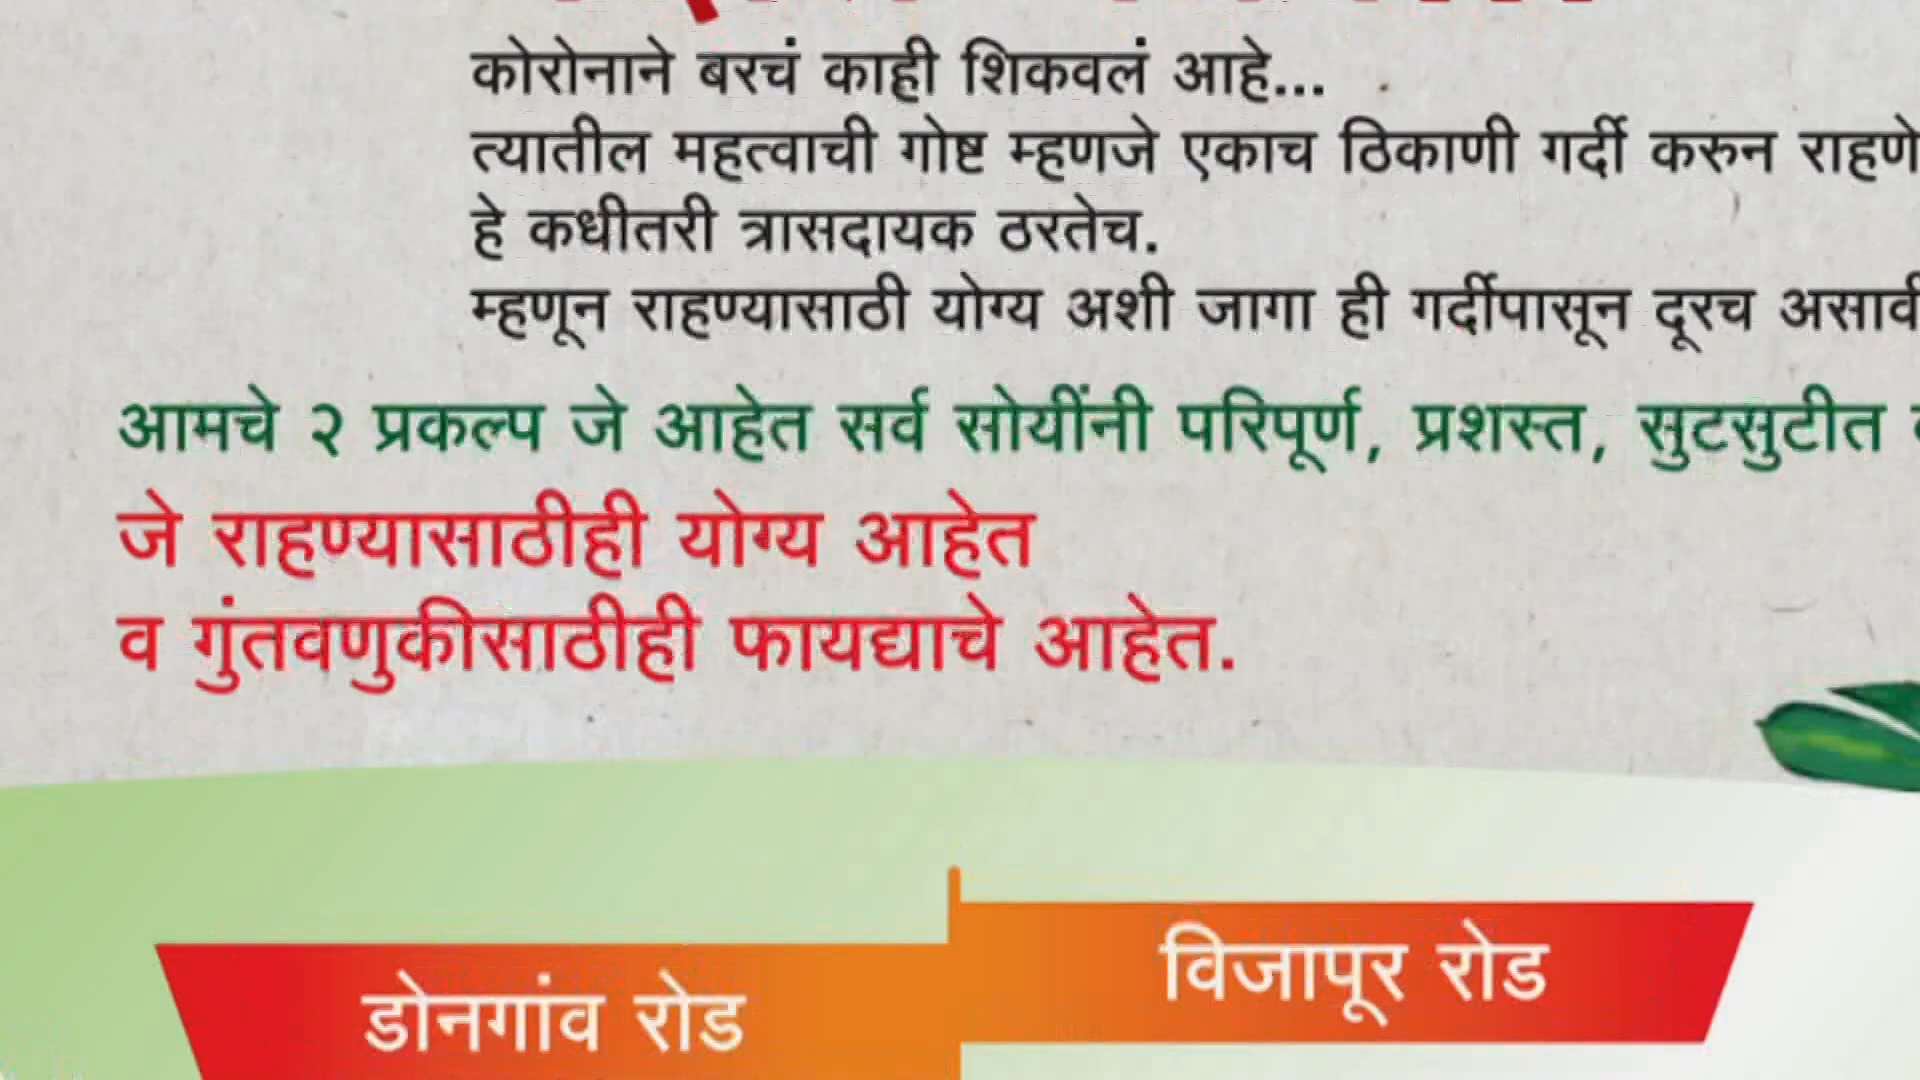 कोरोनाने बरचं काही शिकवलं आहे...
त्यातील महत्वाची गोष्ट म्हणजे एकाच ठिकाणी गर्दी करुन राहणे
हे कधीतरी त्रासदायक ठरतेच.
म्हणून राहण्यासाठी योग्य अशी जागा ही गर्दीपासून दूरच असावी
आमचे २ प्रकल्प जे आहेत सर्व सोयींनी परिपूर्ण, प्रशस्त, सुटसुटीत
जे राहण्यासाठीही योग्य आहेत
व गुंतवणुकीसाठीही फायद्याचे आहेत.
विजापूर रोड
डोनगांव रोड